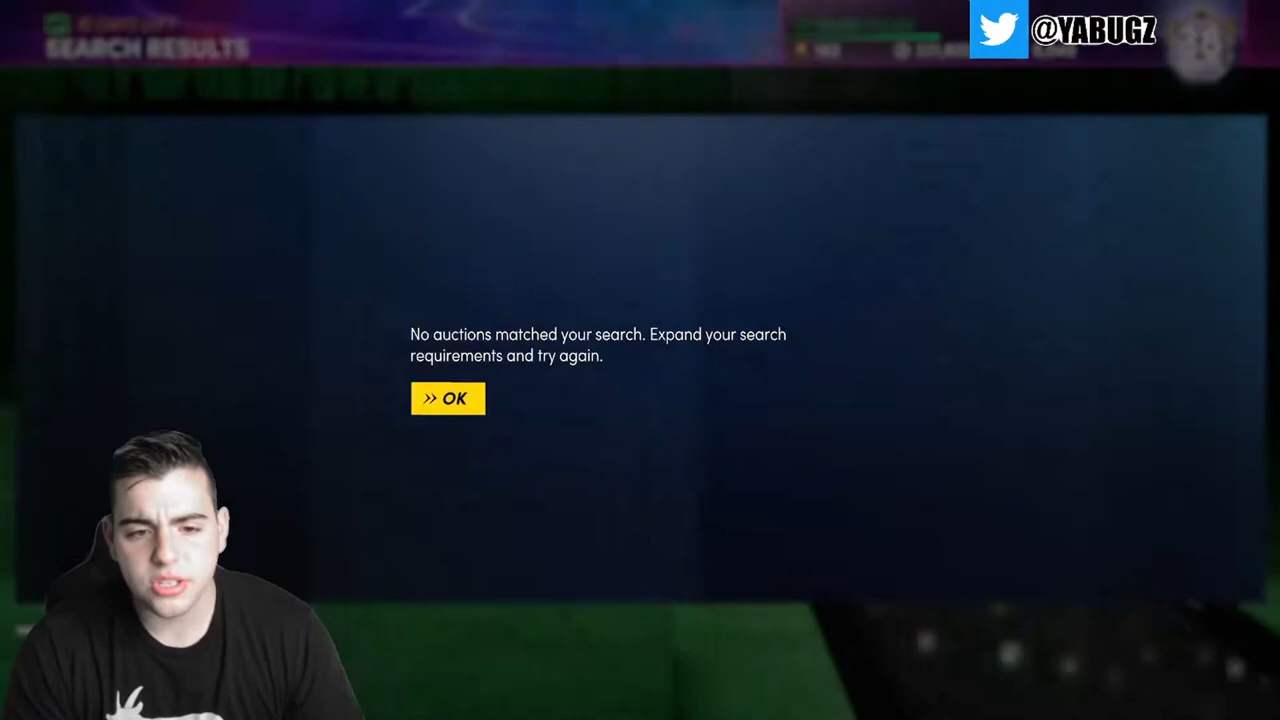 @YABUGZ
SEARCH RESULTS
No auctions matched your search. Expand your search
requirements and try again.
>> OK